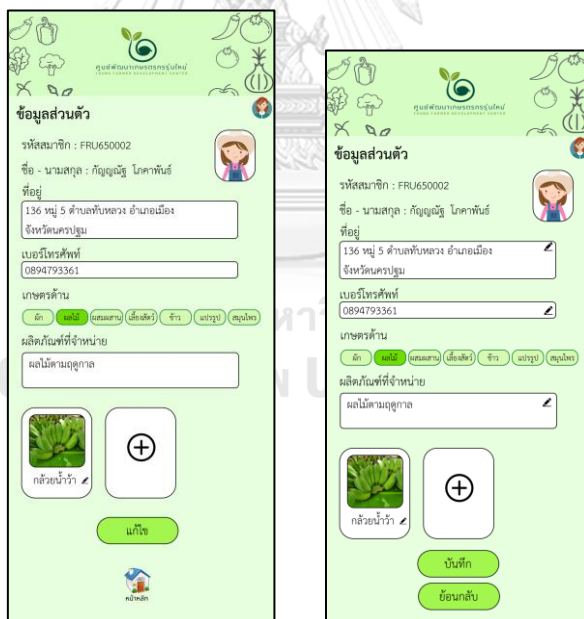 ศูนย์พัฒนาเกษตรกรรุ่นใหม่
YOUNG FARMER DEVELOPMENT CENTER
ข้อมูลส่วนตัว
รหัสมาชิก : FRU650002
ชื่อ - นามสกุล : กัญญณัฐ โภคาพันธ์
ที่อยู่
136 หมู่ 5 ตำบลทับหลวง อำเภอเมือง
จังหวัดนครปฐม
เบอร์โทรศัพท์
0894793361
เกษตรด้าน
ผัก ผลไม้ ผสมผสาน เลี้ยงสัตว์ ข้าว แปรรูป สมุนไพร
ผลิตภัณฑ์ที่จำหน่าย
ผลไม้ตามฤดูกาล
กล้วยน้ำว้า
แก้ไข
หน้าหลัก
ศูนย์พัฒนาเกษตรกรรุ่นใหม่
YOUNG FARMER DEVELOPMENT CENTER
ข้อมูลส่วนตัว
รหัสมาชิก : FRU650002
ชื่อ - นามสกุล : กัญญณัฐ โภคาพันธ์
ที่อยู่
136 หมู่ 5 ตำบลทับหลวง อำเภอเมือง
จังหวัดนครปฐม
เบอร์โทรศัพท์
0894793361
เกษตรด้าน
ผัก ผลไม้ ผสมผสาน เลี้ยงสัตว์ ข้าว แปรรูป สมุนไพร
ผลิตภัณฑ์ที่จำหน่าย
ผลไม้ตามฤดูกาล
กล้วยน้ำว้า
บันทึก
ย้อนกลับ